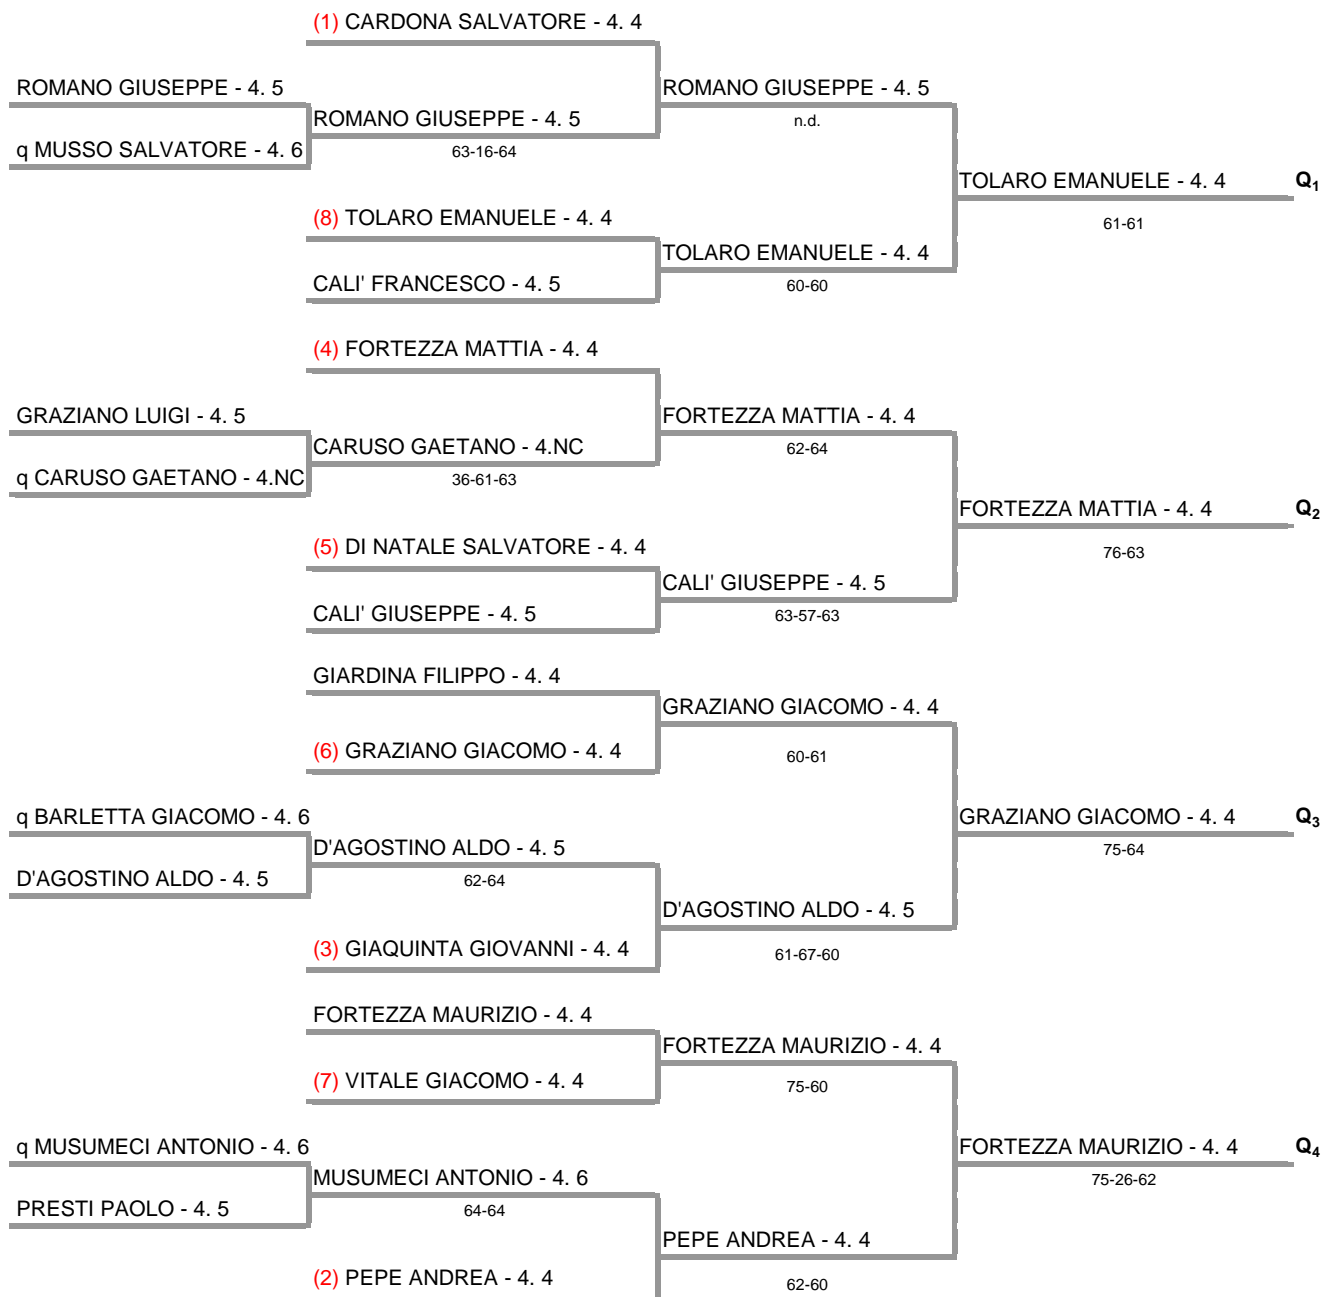 (1) CARDONA SALVATORE - 4. 4
ROMANO GIUSEPPE - 4. 5
ROMANO GIUSEPPE - 4. 5
ROMANO GIUSEPPE - 4. 5
n.d.
q MUSSO SALVATORE - 4. 6
63-16-64
TOLARO EMANUELE - 4. 4
Q1
(8) TOLARO EMANUELE - 4. 4
61-61
TOLARO EMANUELE - 4. 4
CALI' FRANCESCO - 4. 5
60-60
(4) FORTEZZA MATTIA - 4. 4
GRAZIANO LUIGI - 4. 5
FORTEZZA MATTIA - 4. 4
CARUSO GAETANO - 4.NC
62-64
q CARUSO GAETANO - 4.NC
36-61-63
FORTEZZA MATTIA - 4. 4
Q2
(5) DI NATALE SALVATORE - 4. 4
76-63
CALI' GIUSEPPE - 4. 5
CALI' GIUSEPPE - 4. 5
63-57-63
GIARDINA FILIPPO - 4. 4
GRAZIANO GIACOMO - 4. 4
(6) GRAZIANO GIACOMO - 4. 4
60-61
q BARLETTA GIACOMO - 4. 6
GRAZIANO GIACOMO - 4. 4
Q3
D'AGOSTINO ALDO - 4. 5
75-64
D'AGOSTINO ALDO - 4. 5
62-64
D'AGOSTINO ALDO - 4. 5
(3) GIAQUINTA GIOVANNI - 4. 4
61-67-60
FORTEZZA MAURIZIO - 4. 4
FORTEZZA MAURIZIO - 4. 4
(7) VITALE GIACOMO - 4. 4
75-60
q MUSUMECI ANTONIO - 4. 6
FORTEZZA MAURIZIO - 4. 4
Q4
MUSUMECI ANTONIO - 4. 6
75-26-62
PRESTI PAOLO - 4. 5
64-64
PEPE ANDREA - 4. 4
(2) PEPE ANDREA - 4. 4
62-60